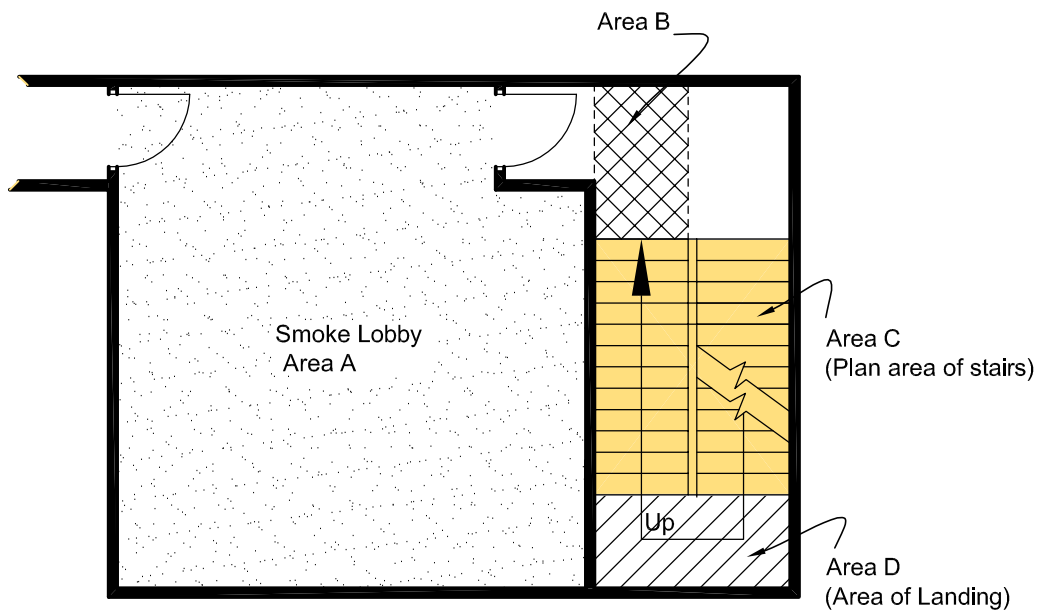 Area B
Smoke Lobby
Area A
Area C
(Plan area of stairs)
Up
Area D
(Area of Landing)